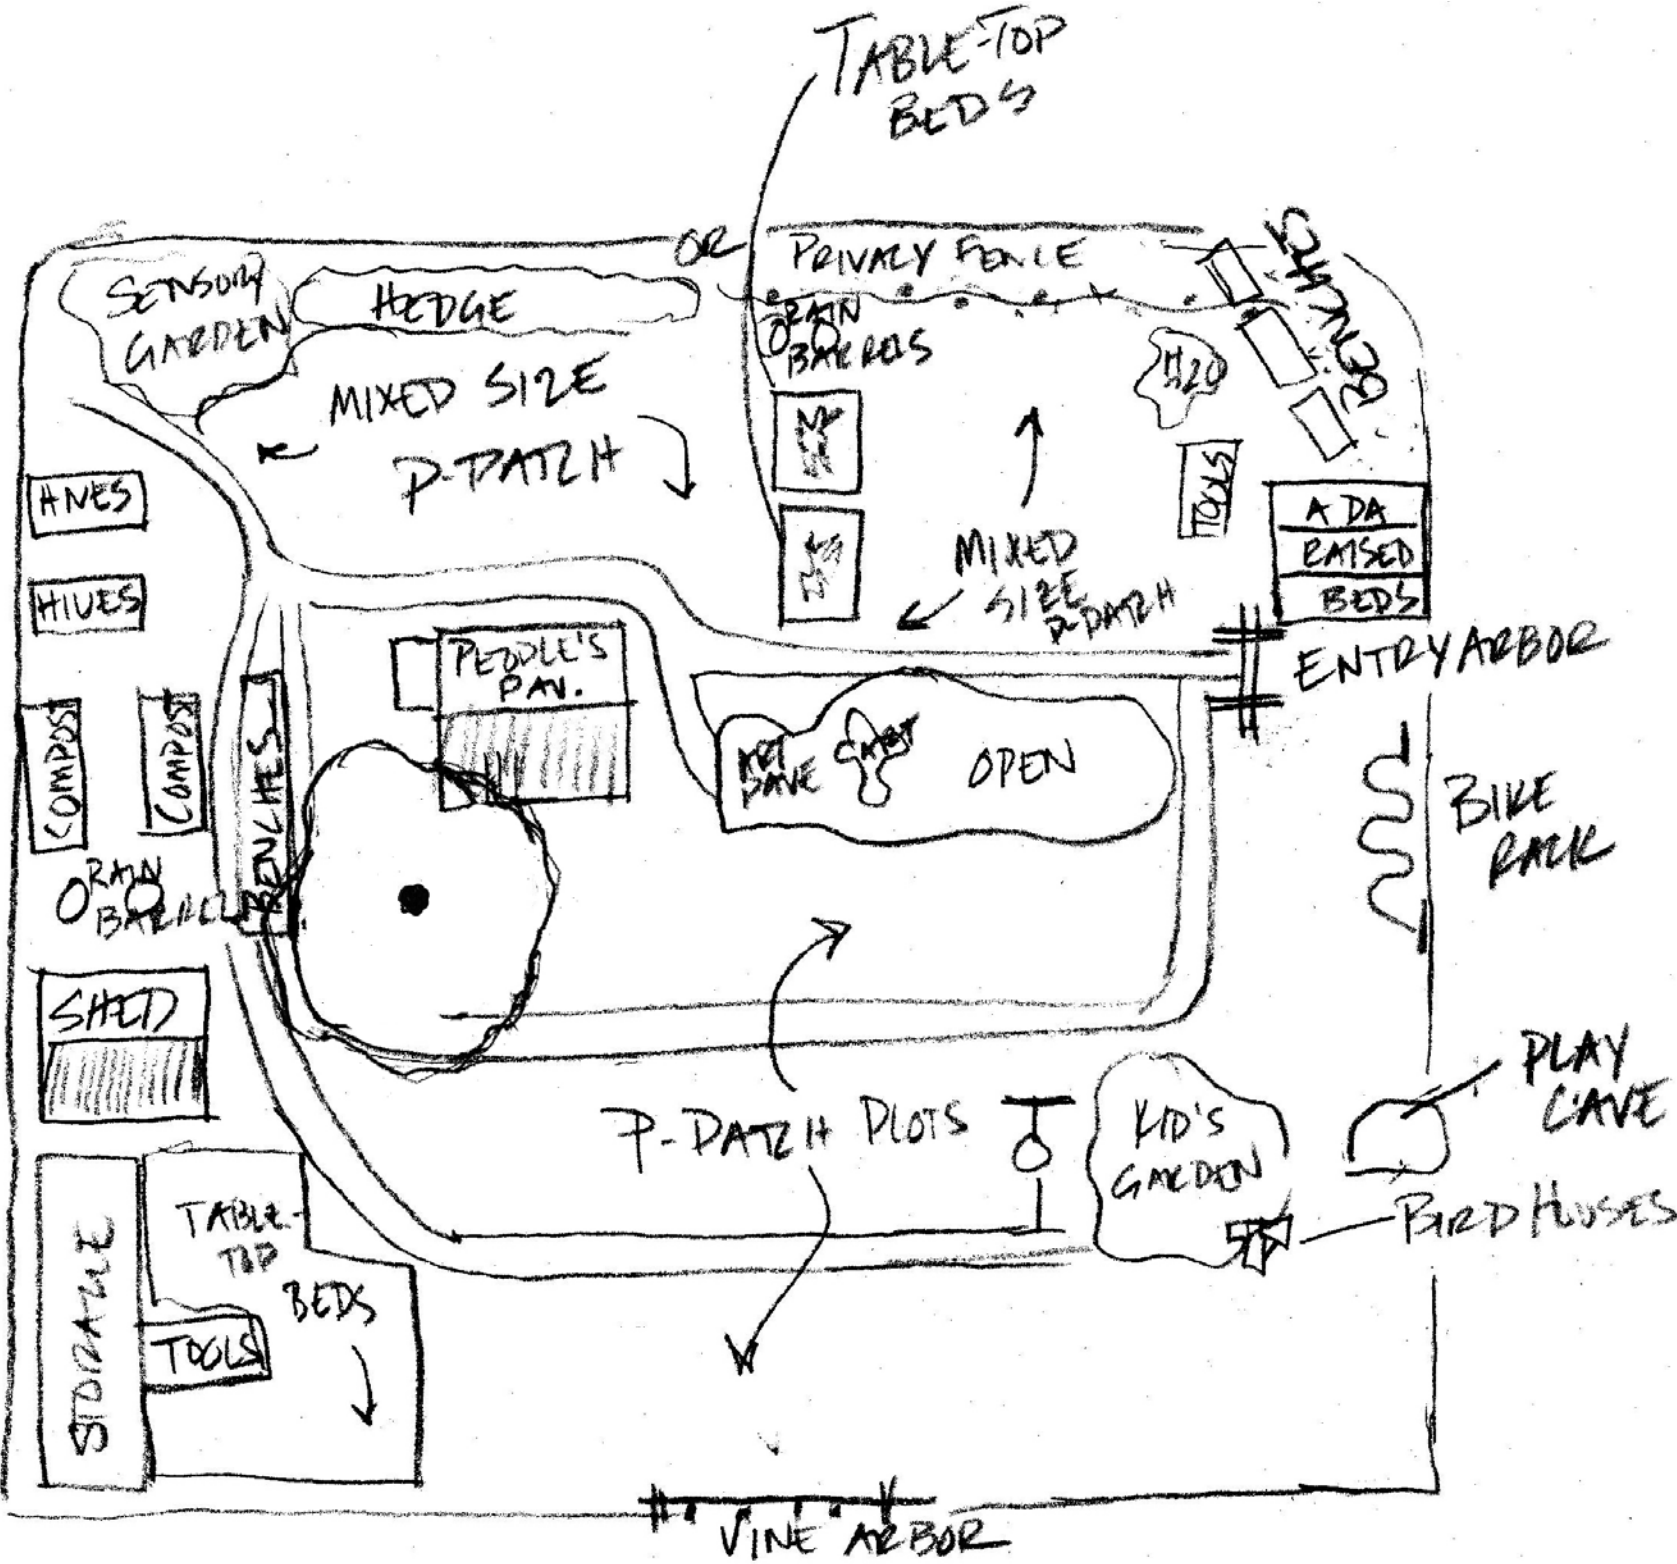 TABLE-TOP
BEDS
OR
PRIVACY FENCE
BENCHES
SENSORY
GARDEN
HEDGE
RAIN
BARRELS
H2O
MIXED SIZE
P-PATCH
TOOLS
HIVES
HIVES
ADA
RAISED
BEDS
MIXED
SIZE
P-PATCH
ENTRY ARBOR
PEOPLE'S
PAV.
COMPOST
COMPOST
BENCHES
ART
PAVE
OPEN
BIKE
RACK
RAIN
BARREL
SHED
PLAY
CAVE
P-PATCH PLOTS
KID'S
GARDEN
BIRD HOUSES
STORAGE
TABLE-
TOP
BEDS
TOOLS
VINE ARBOR